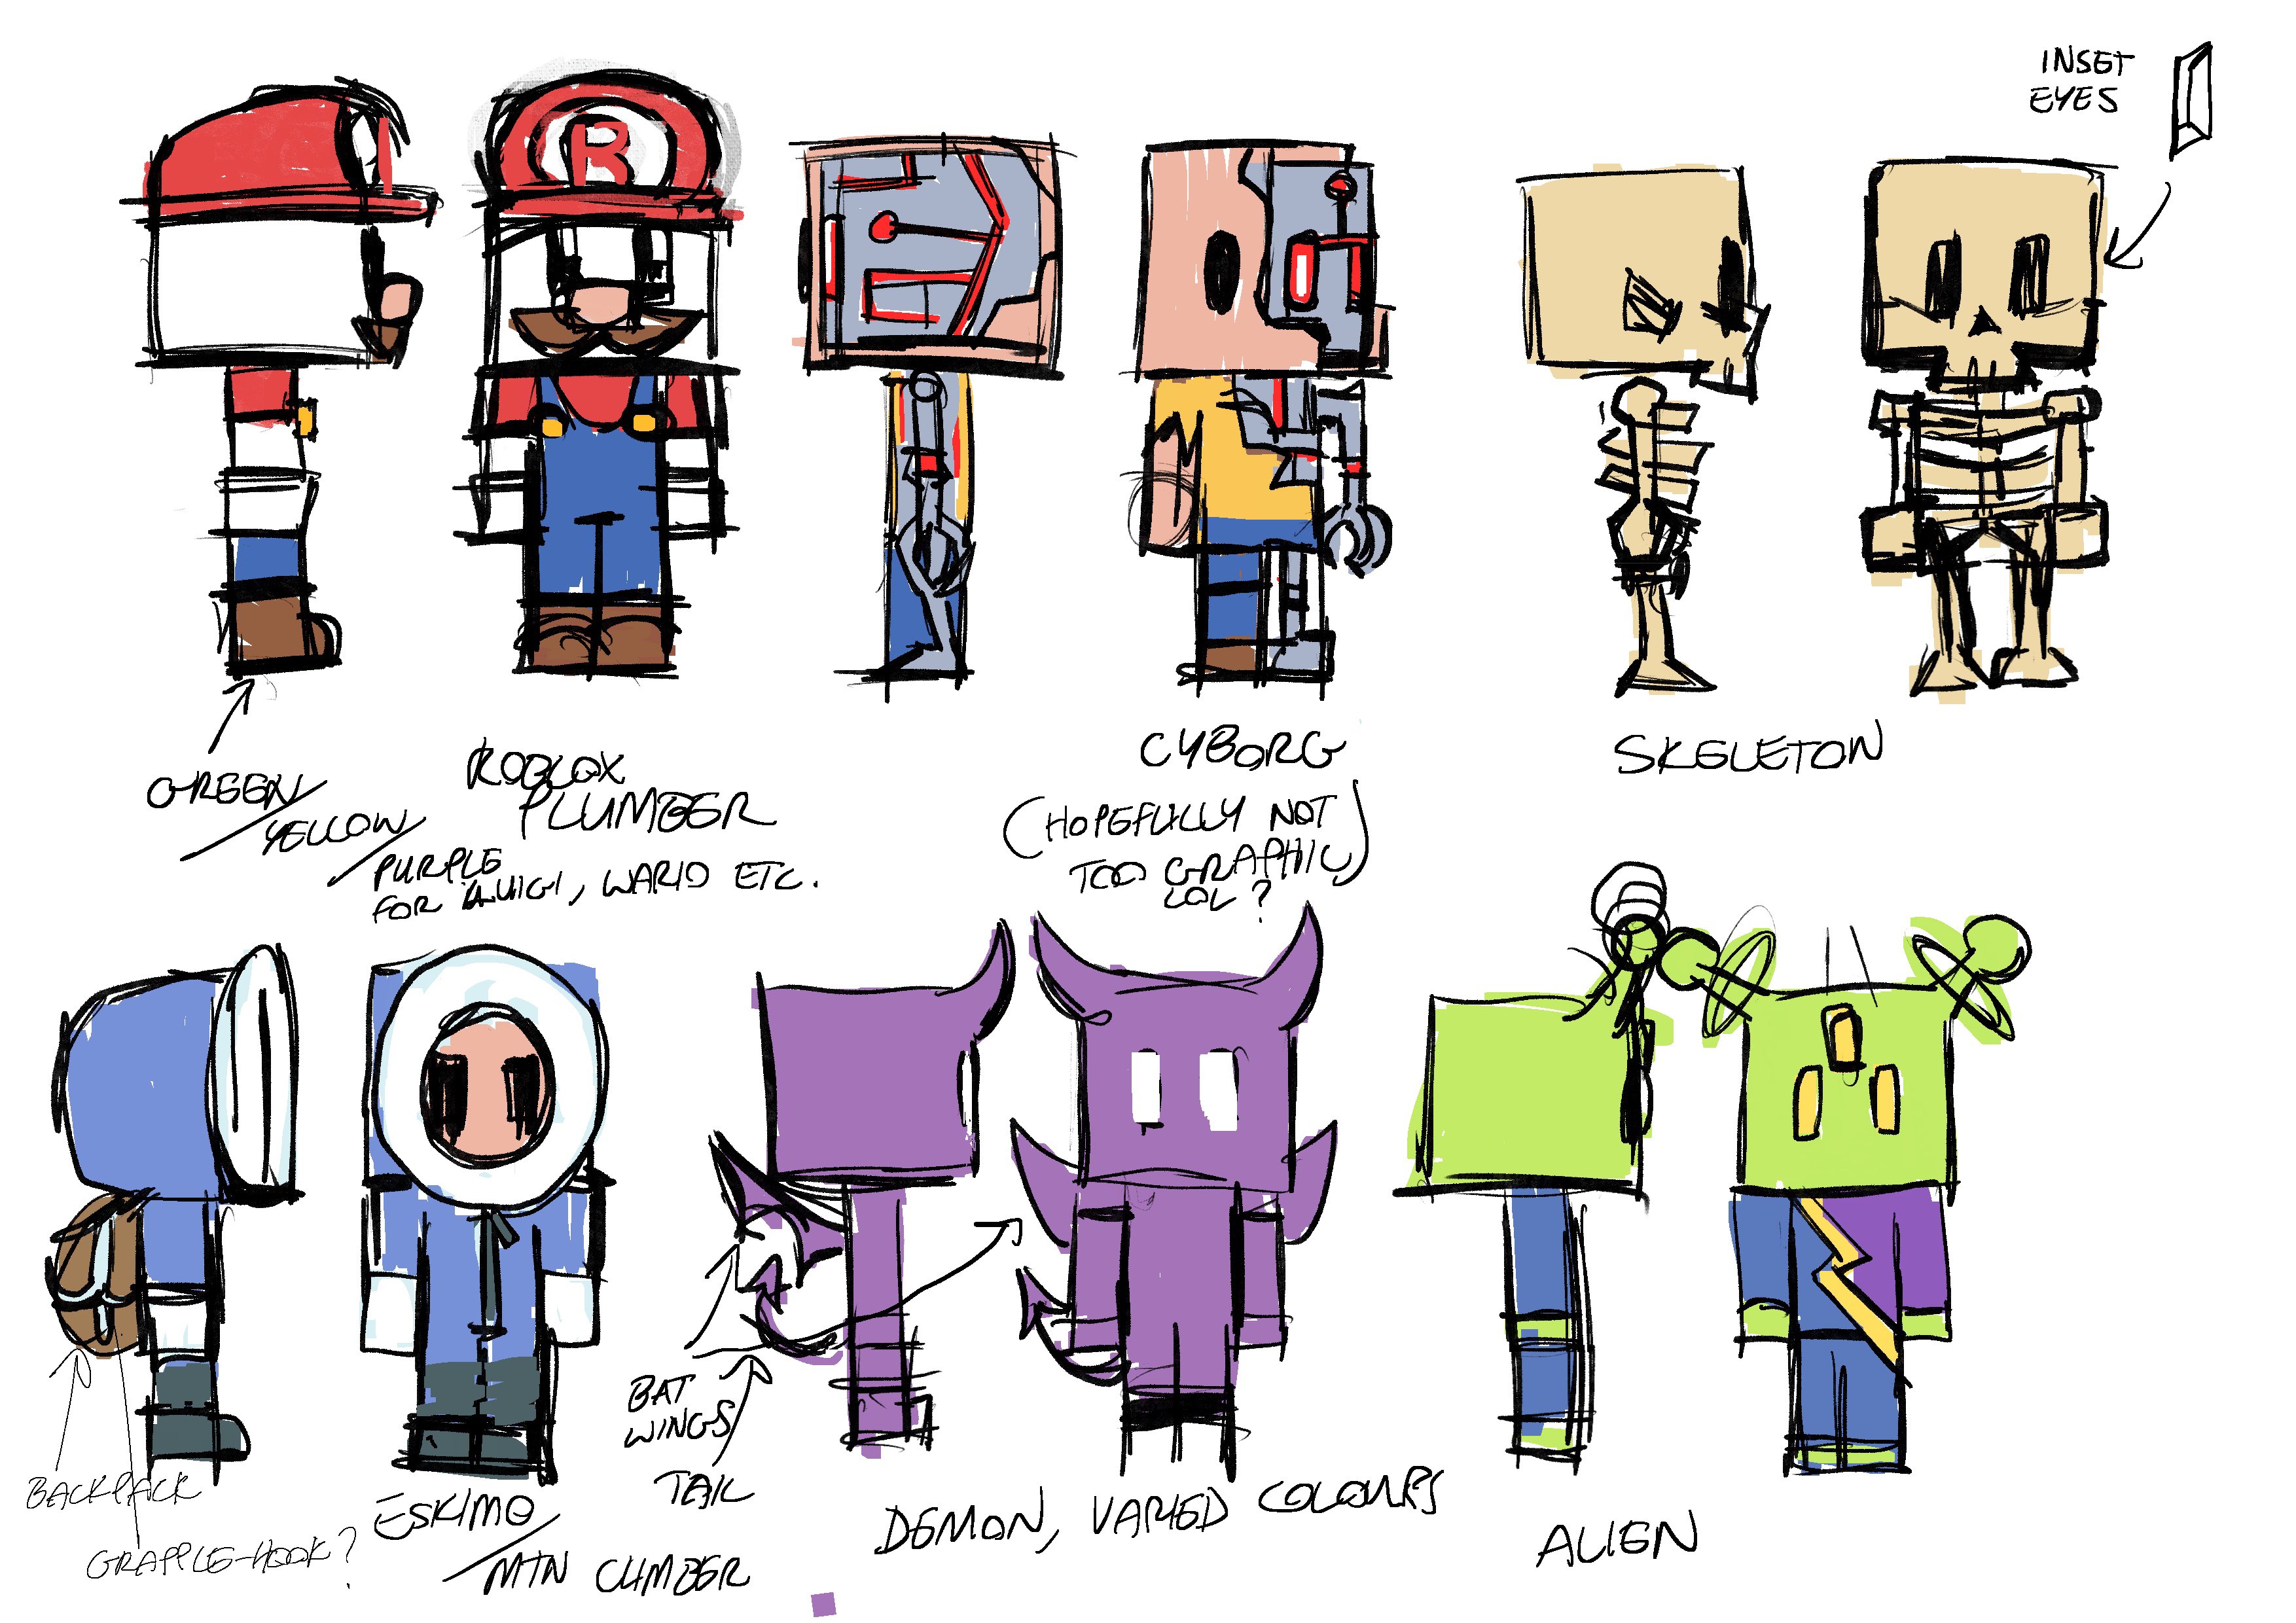 INSET
EYES
R
GREEN/
YELLOW/
PURPLE
FOR LUIGI, WARIO ETC.
ROBLOX
PLUMBER
CYBORG
(HOPEFULLY NOT
TOO GRAPHIC
LOL?)
SKELETON
BACKPACK
GRAPPLE-HOOK?
ESKIMO/
MTN CLIMBER
BAT
WINGS
TAIL
DEMON, VARIED COLOURS
ALIEN